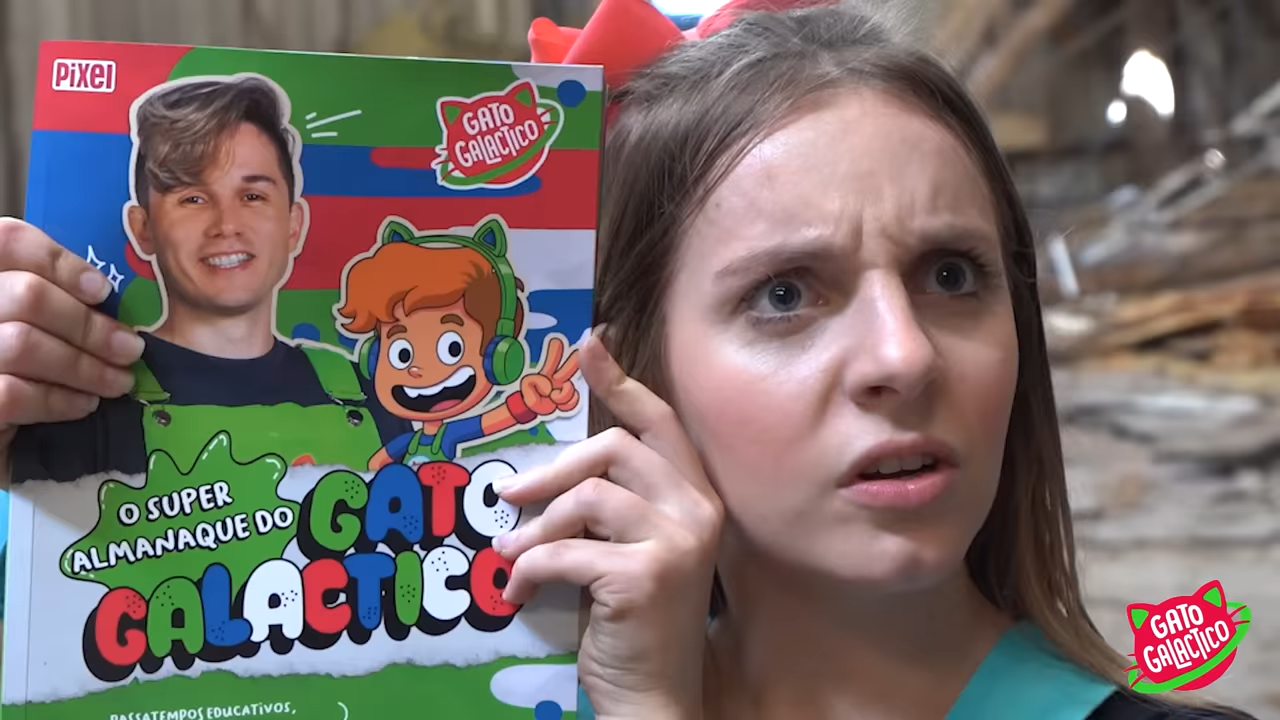 PiXEl
GATO
GALACTICO
O SUPER
ALMANAQUE DO
GATO
GALACTICO
PASSATEMPOS EDUCATIVOS,
GATO
GALACTICO